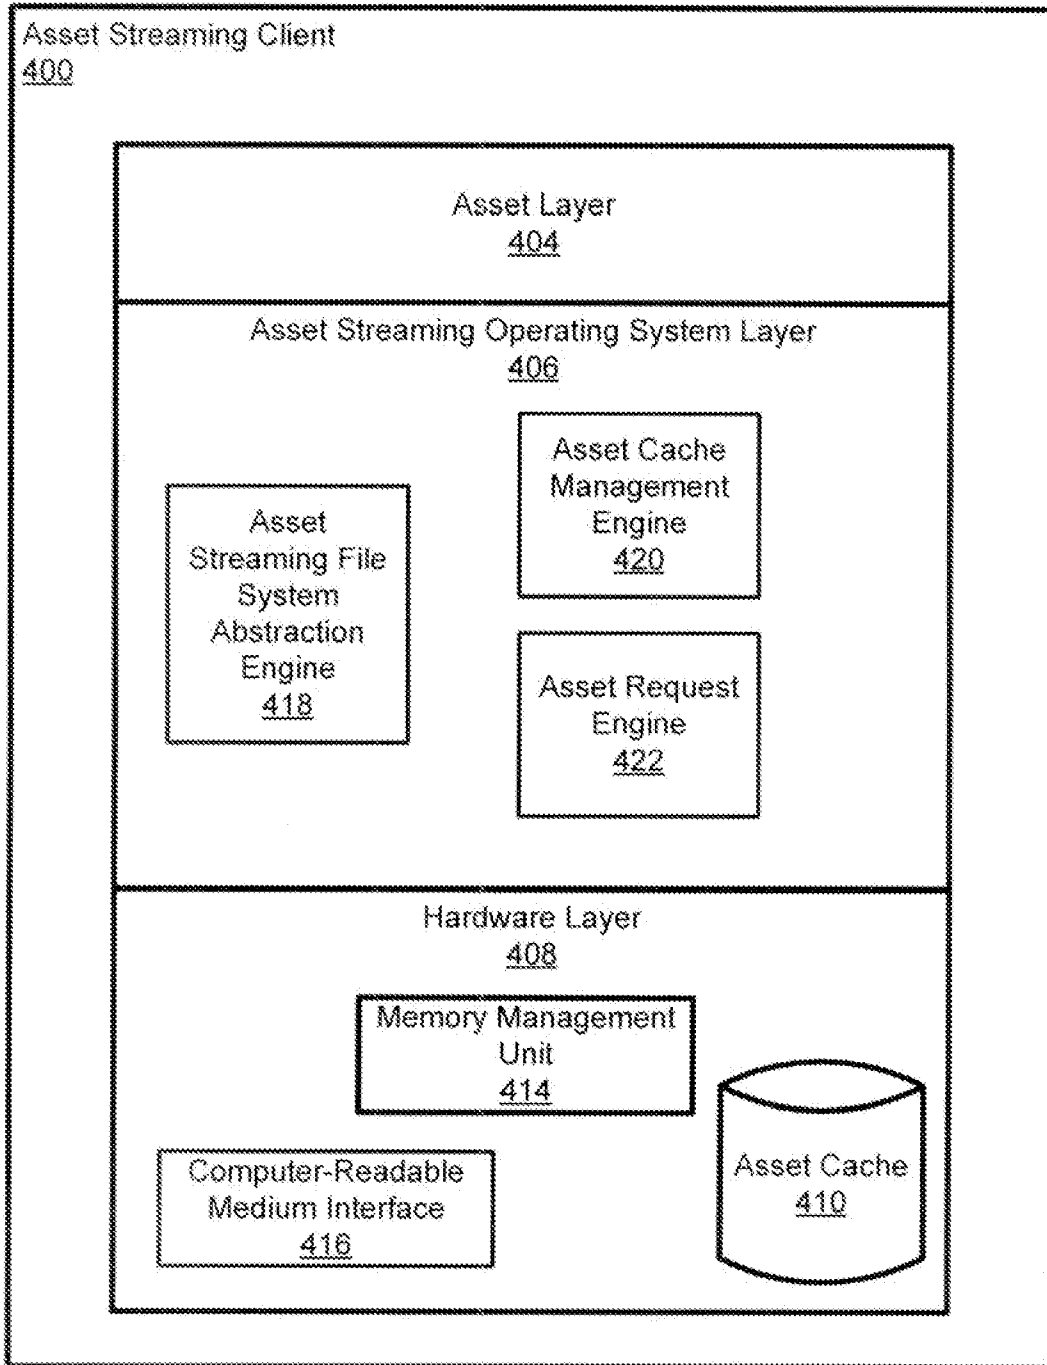 Asset Streaming Client
400
Asset Layer
404
Asset Streaming Operating System Layer
406
Asset Cache
Management
Engine
420
Asset
Streaming File
System
Abstraction
Engine
418
Asset Request
Engine
422
Hardware Layer
408
Memory Management
Unit
414
Computer-Readable
Medium Interface
416
Asset Cache
410